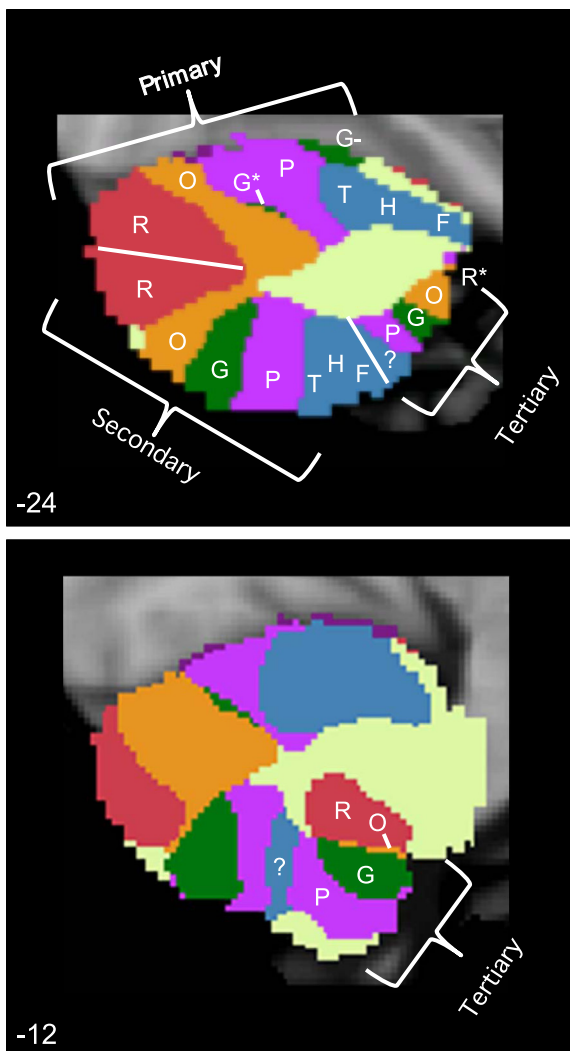 Primary
G-
O
P
G*
T
H
F
R
R
R*
O
G
P
?
O
G
P
T
H
F
Secondary
Tertiary
-24
R
O
?
G
P
Tertiary
-12